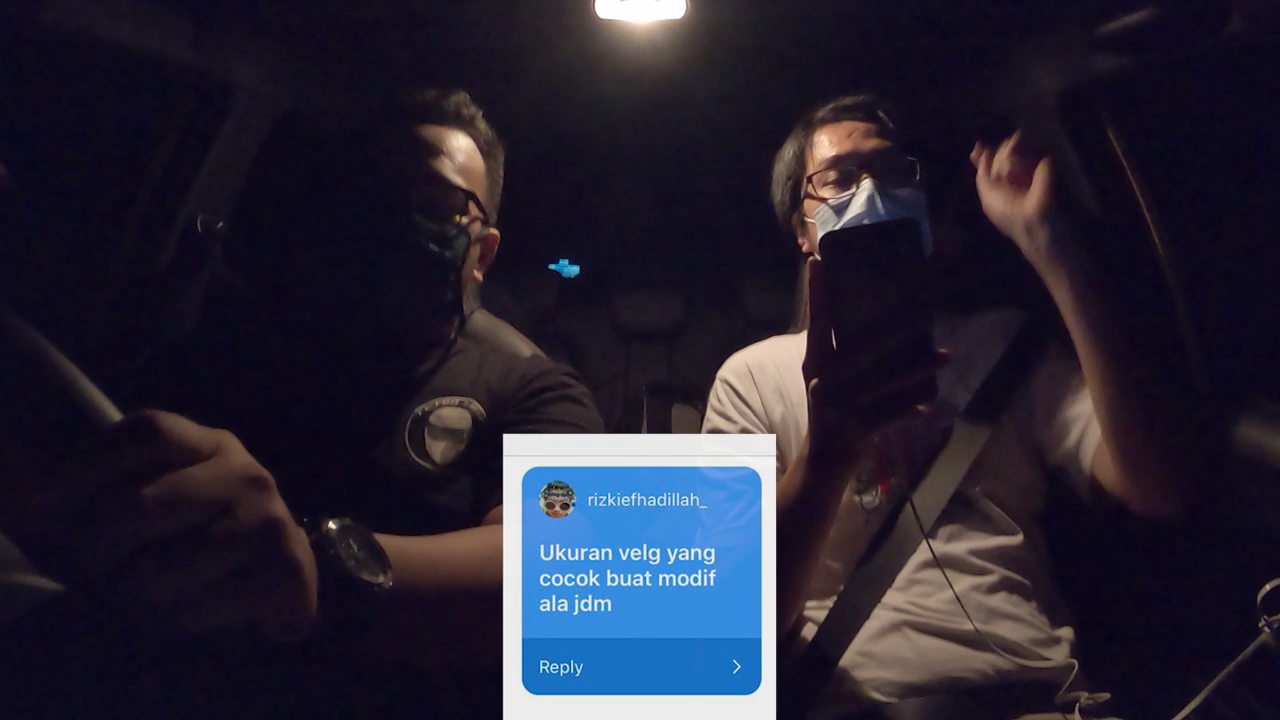 rizkiefhadillah_
Ukuran velg yang
cocok buat modif
ala jdm
Reply